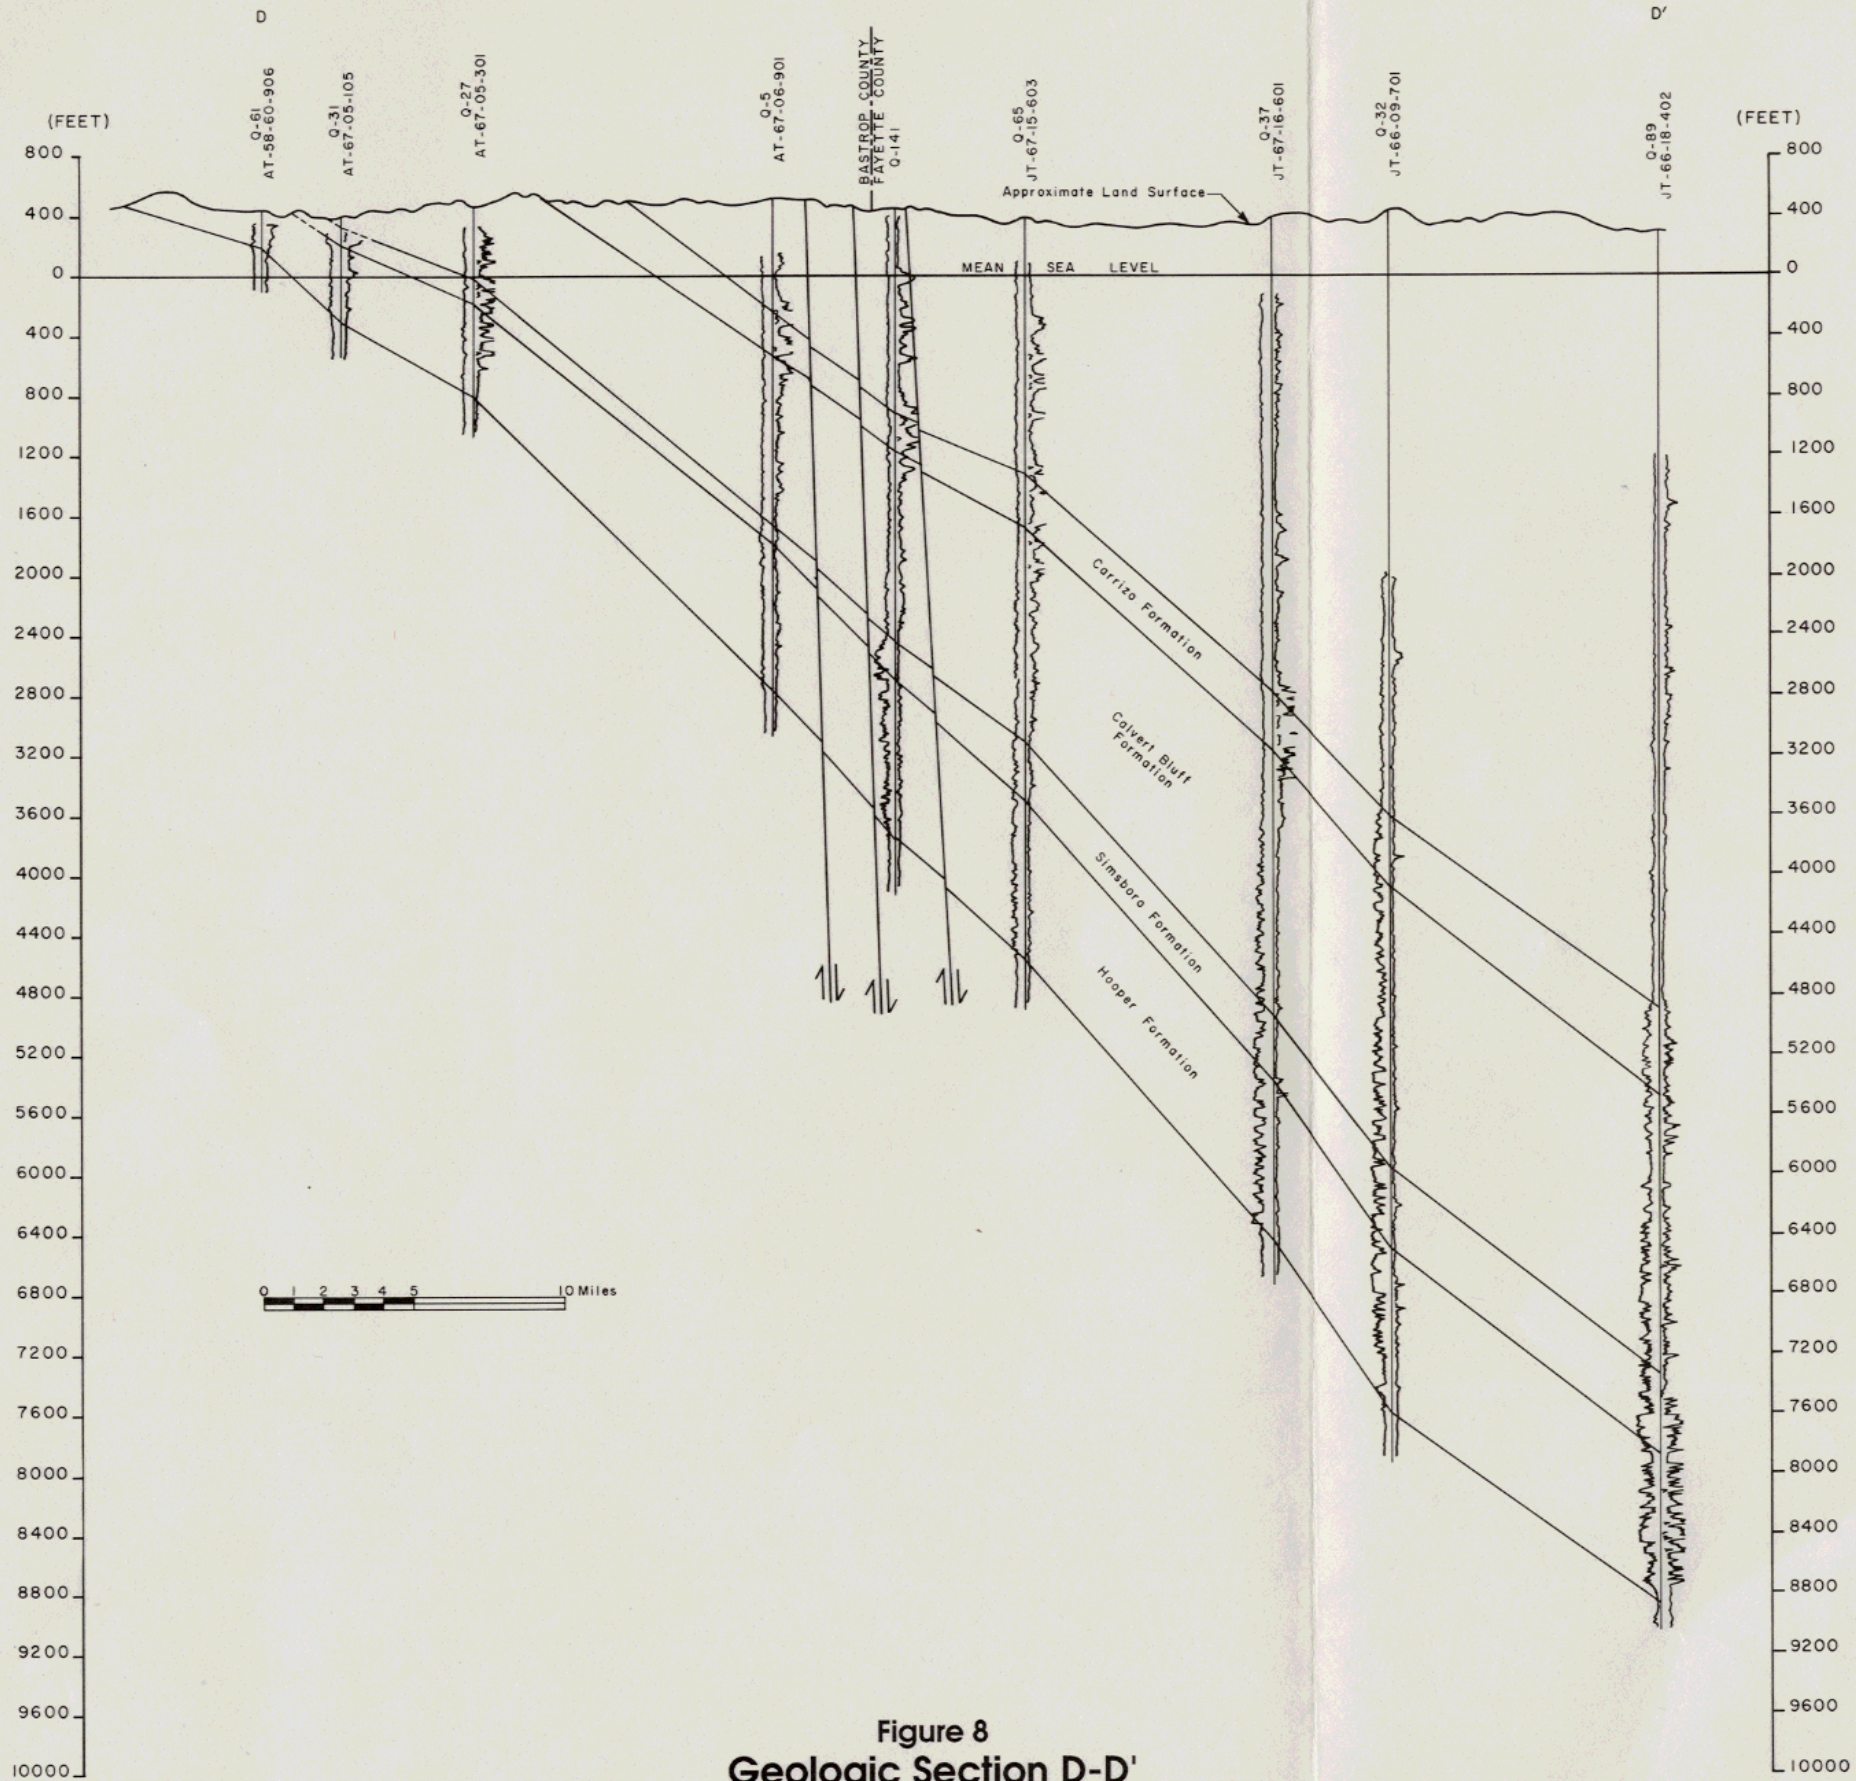 D
D'
(FEET)
(FEET)
Q-61
AT-58-60-906
Q-31
AT-67-05-105
Q-27
AT-67-05-301
Q-5
AT-67-06-901
BASTROP COUNTY
FAYETTE COUNTY
Q-141
Q-65
JT-67-15-603
Q-37
JT-67-16-601
Q-32
JT-66-09-701
Q-89
JT-66-18-402
800
400
0
400
800
1200
1600
2000
2400
2800
3200
3600
4000
4400
4800
5200
5600
6000
6400
6800
7200
7600
8000
8400
8800
9200
9600
10000
Approximate Land Surface
MEAN SEA LEVEL
Carrizo Formation
Calvert Bluff
Formation
Simsboro Formation
Hooper Formation
0 1 2 3 4 5 10 Miles
800
400
0
400
800
1200
1600
2000
2400
2800
3200
3600
4000
4400
4800
5200
5600
6000
6400
6800
7200
7600
8000
8400
8800
9200
9600
10000
Figure 8
Geologic Section D-D'